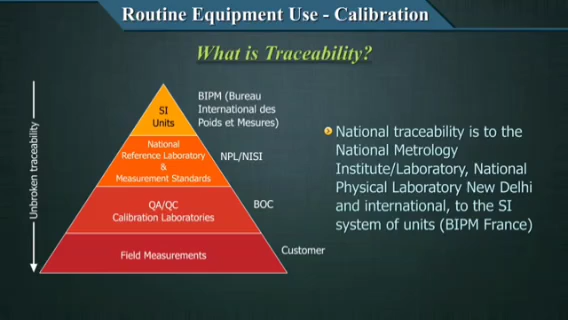 Routine Equipment Use - Calibration
What is Traceability?
Unbroken traceability
SI
Units
BIPM (Bureau
International des
Poids et Mesures)
National
Reference Laboratory
&
Measurement Standards
NPL/NISI
QA/QC
Calibration Laboratories
BOC
Field Measurements
Customer
National traceability is to the
National Metrology
Institute/Laboratory, National
Physical Laboratory New Delhi
and international, to the SI
system of units (BIPM France)